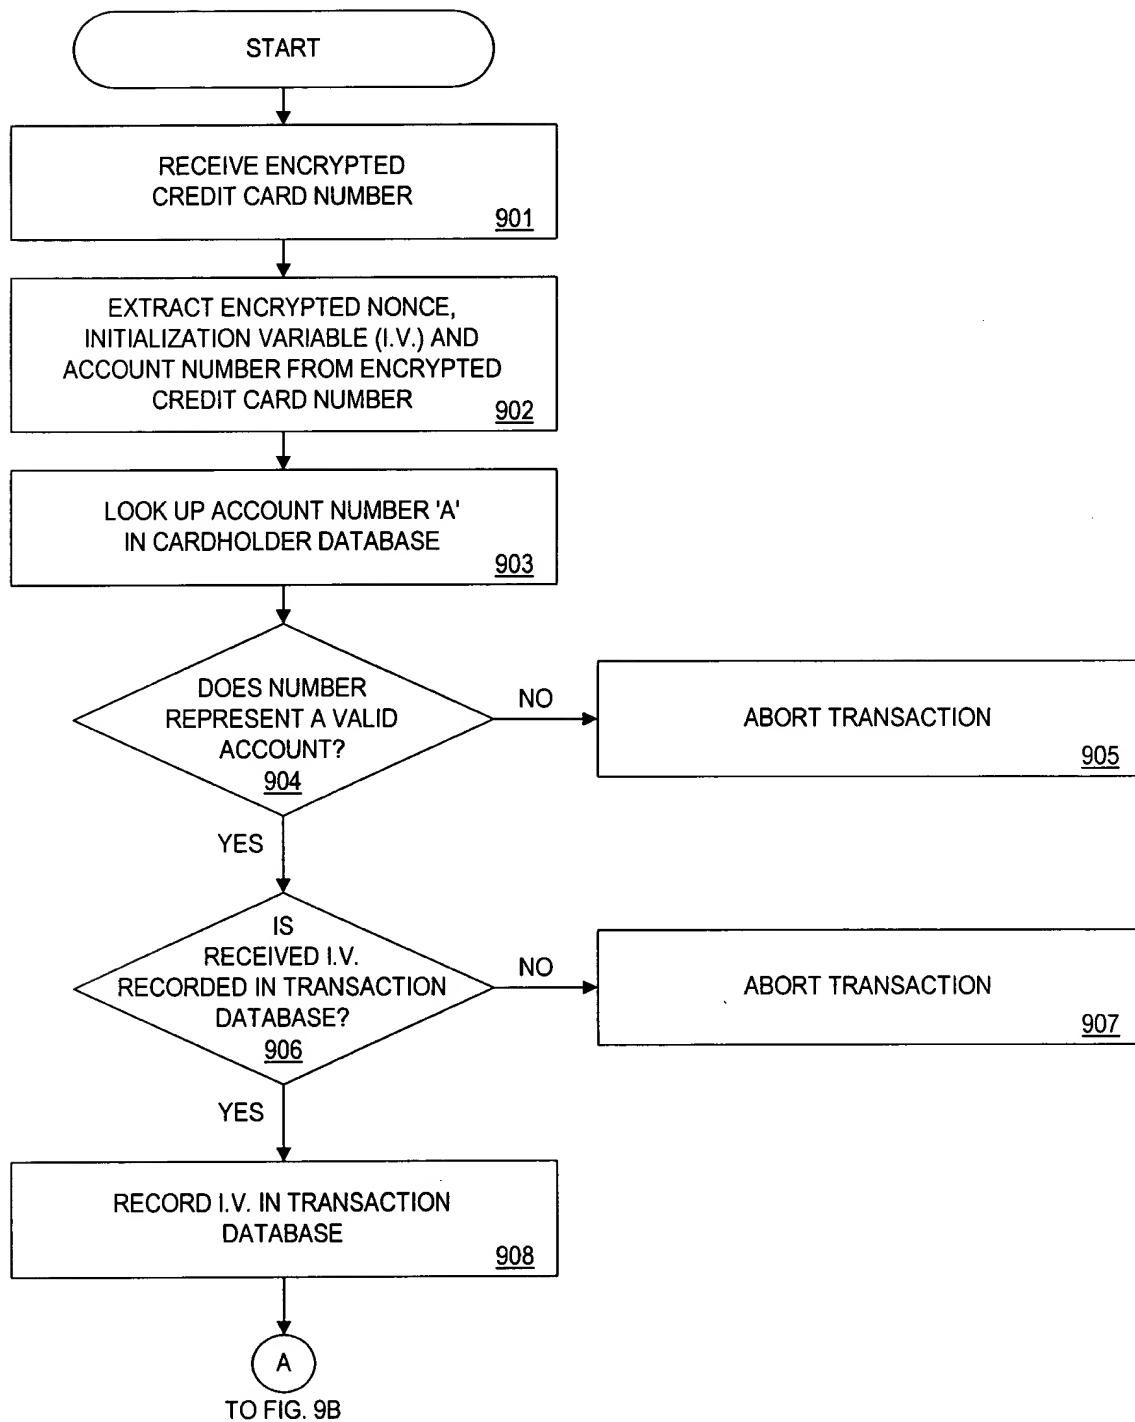 START
RECEIVE ENCRYPTED
CREDIT CARD NUMBER
901
EXTRACT ENCRYPTED NONCE,
INITIALIZATION VARIABLE (I.V.) AND
ACCOUNT NUMBER FROM ENCRYPTED
CREDIT CARD NUMBER
902
LOOK UP ACCOUNT NUMBER 'A'
IN CARDHOLDER DATABASE
903
DOES NUMBER
REPRESENT A VALID
ACCOUNT?
904
NO
ABORT TRANSACTION
905
YES
IS
RECEIVED I.V.
RECORDED IN TRANSACTION
DATABASE?
906
NO
ABORT TRANSACTION
907
YES
RECORD I.V. IN TRANSACTION
DATABASE
908
A
TO FIG. 9B